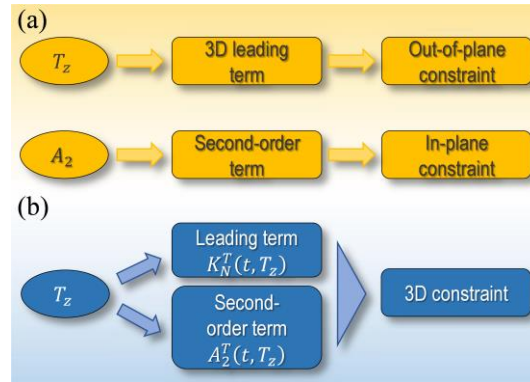 (a)
T_z
3D leading
term
Out-of-plane
constraint
A_2
Second-order
term
In-plane
constraint
(b)
T_z
Leading term
K_N^T(t, T_z)
Second-
order term
A_2^T(t, T_z)
3D constraint